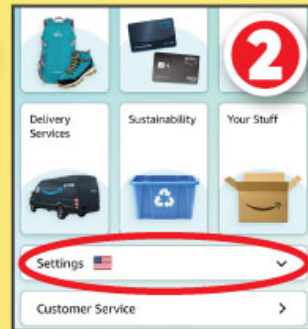 2
Delivery
Services
Sustainability
Your Stuff
Settings
Customer Service